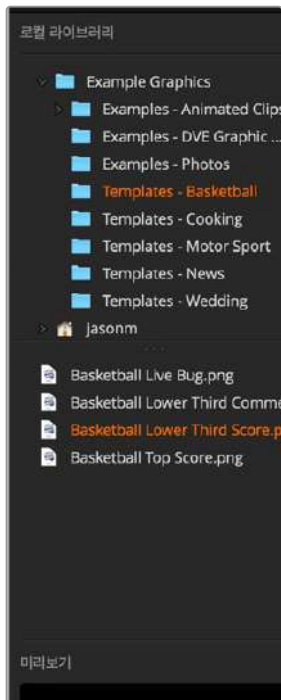 로컬 라이브러리
Example Graphics
Examples - Animated Clips
Examples - DVE Graphic ...
Examples - Photos
Templates - Basketball
Templates - Cooking
Templates - Motor Sport
Templates - News
Templates - Wedding
jasonm
Basketball Live Bug.png
Basketball Lower Third Comme
Basketball Lower Third Score.p
Basketball Top Score.png
미리보기